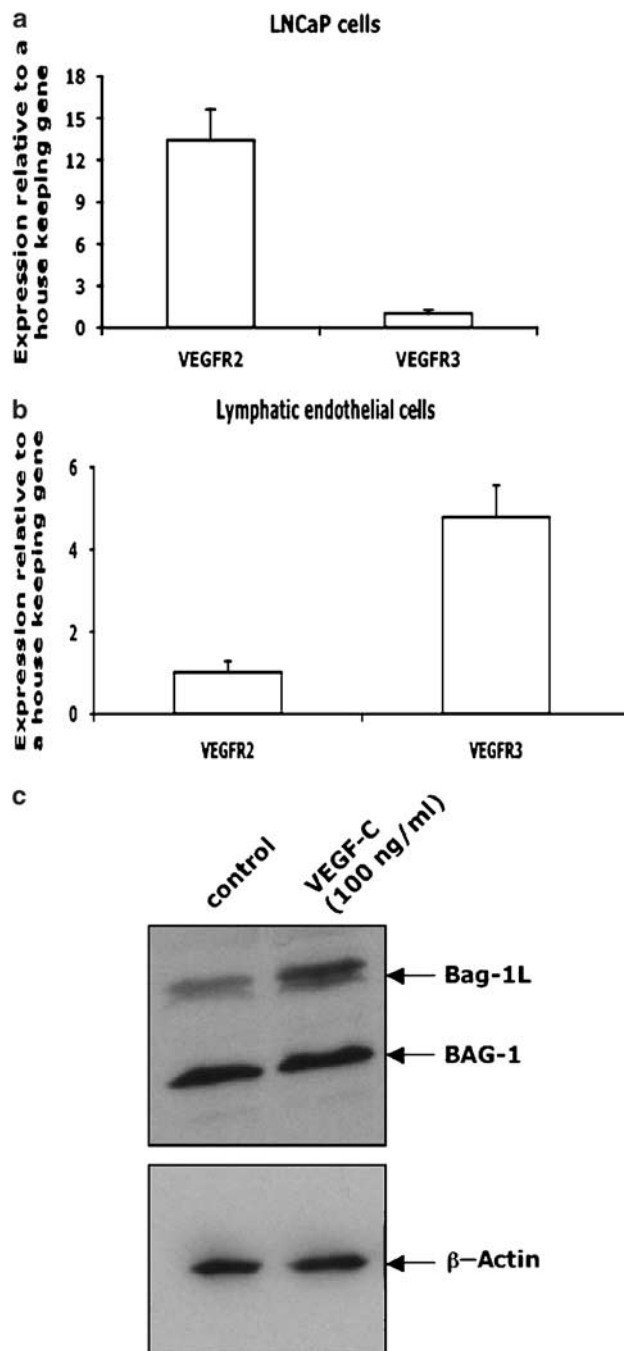 a
LNCaP cells
Expression relative to a
house keeping gene
18
15
12
9
6
3
0
VEGFR2 VEGFR3
b
Lymphatic endothelial cells
Expression relative to
a house keeping gene
6
4
2
0
VEGFR2 VEGFR3
c
control
VEGF-C
(100 ng/ml)
Bag-1L
BAG-1
β-Actin